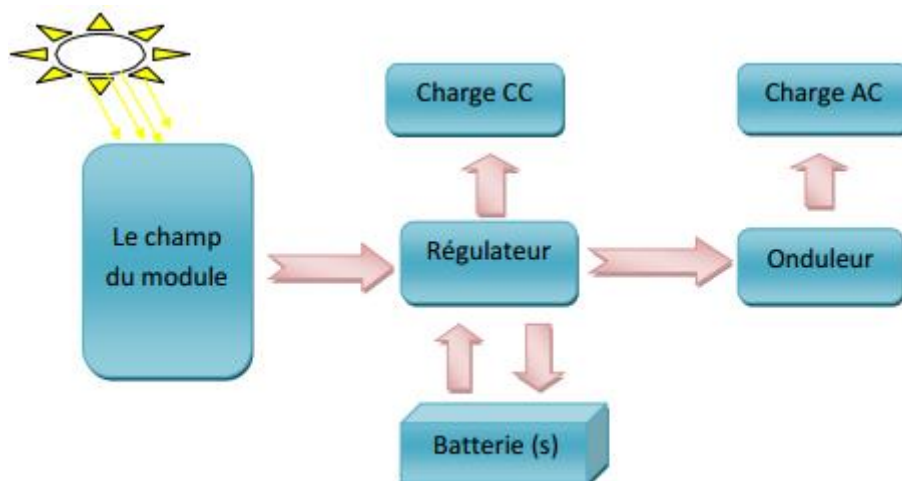 Charge CC
Charge AC
Le champ
du module
Régulateur
Onduleur
Batterie (s)